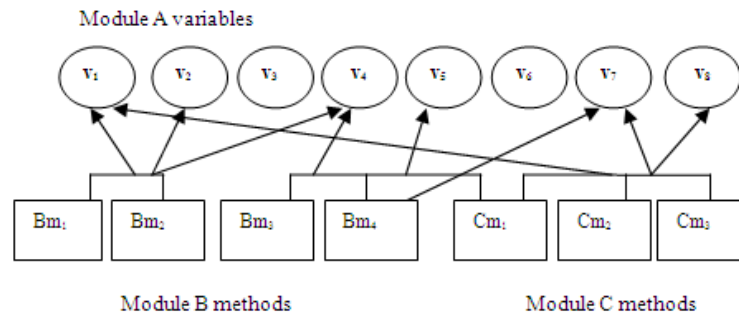 Module A variables
v₁ v₂ v₃ v₄ v₅ v₆ v₇ v₈
Bm₁ Bm₂ Bm₃ Bm₄ Cm₁ Cm₂ Cm₃
Module B methods Module C methods